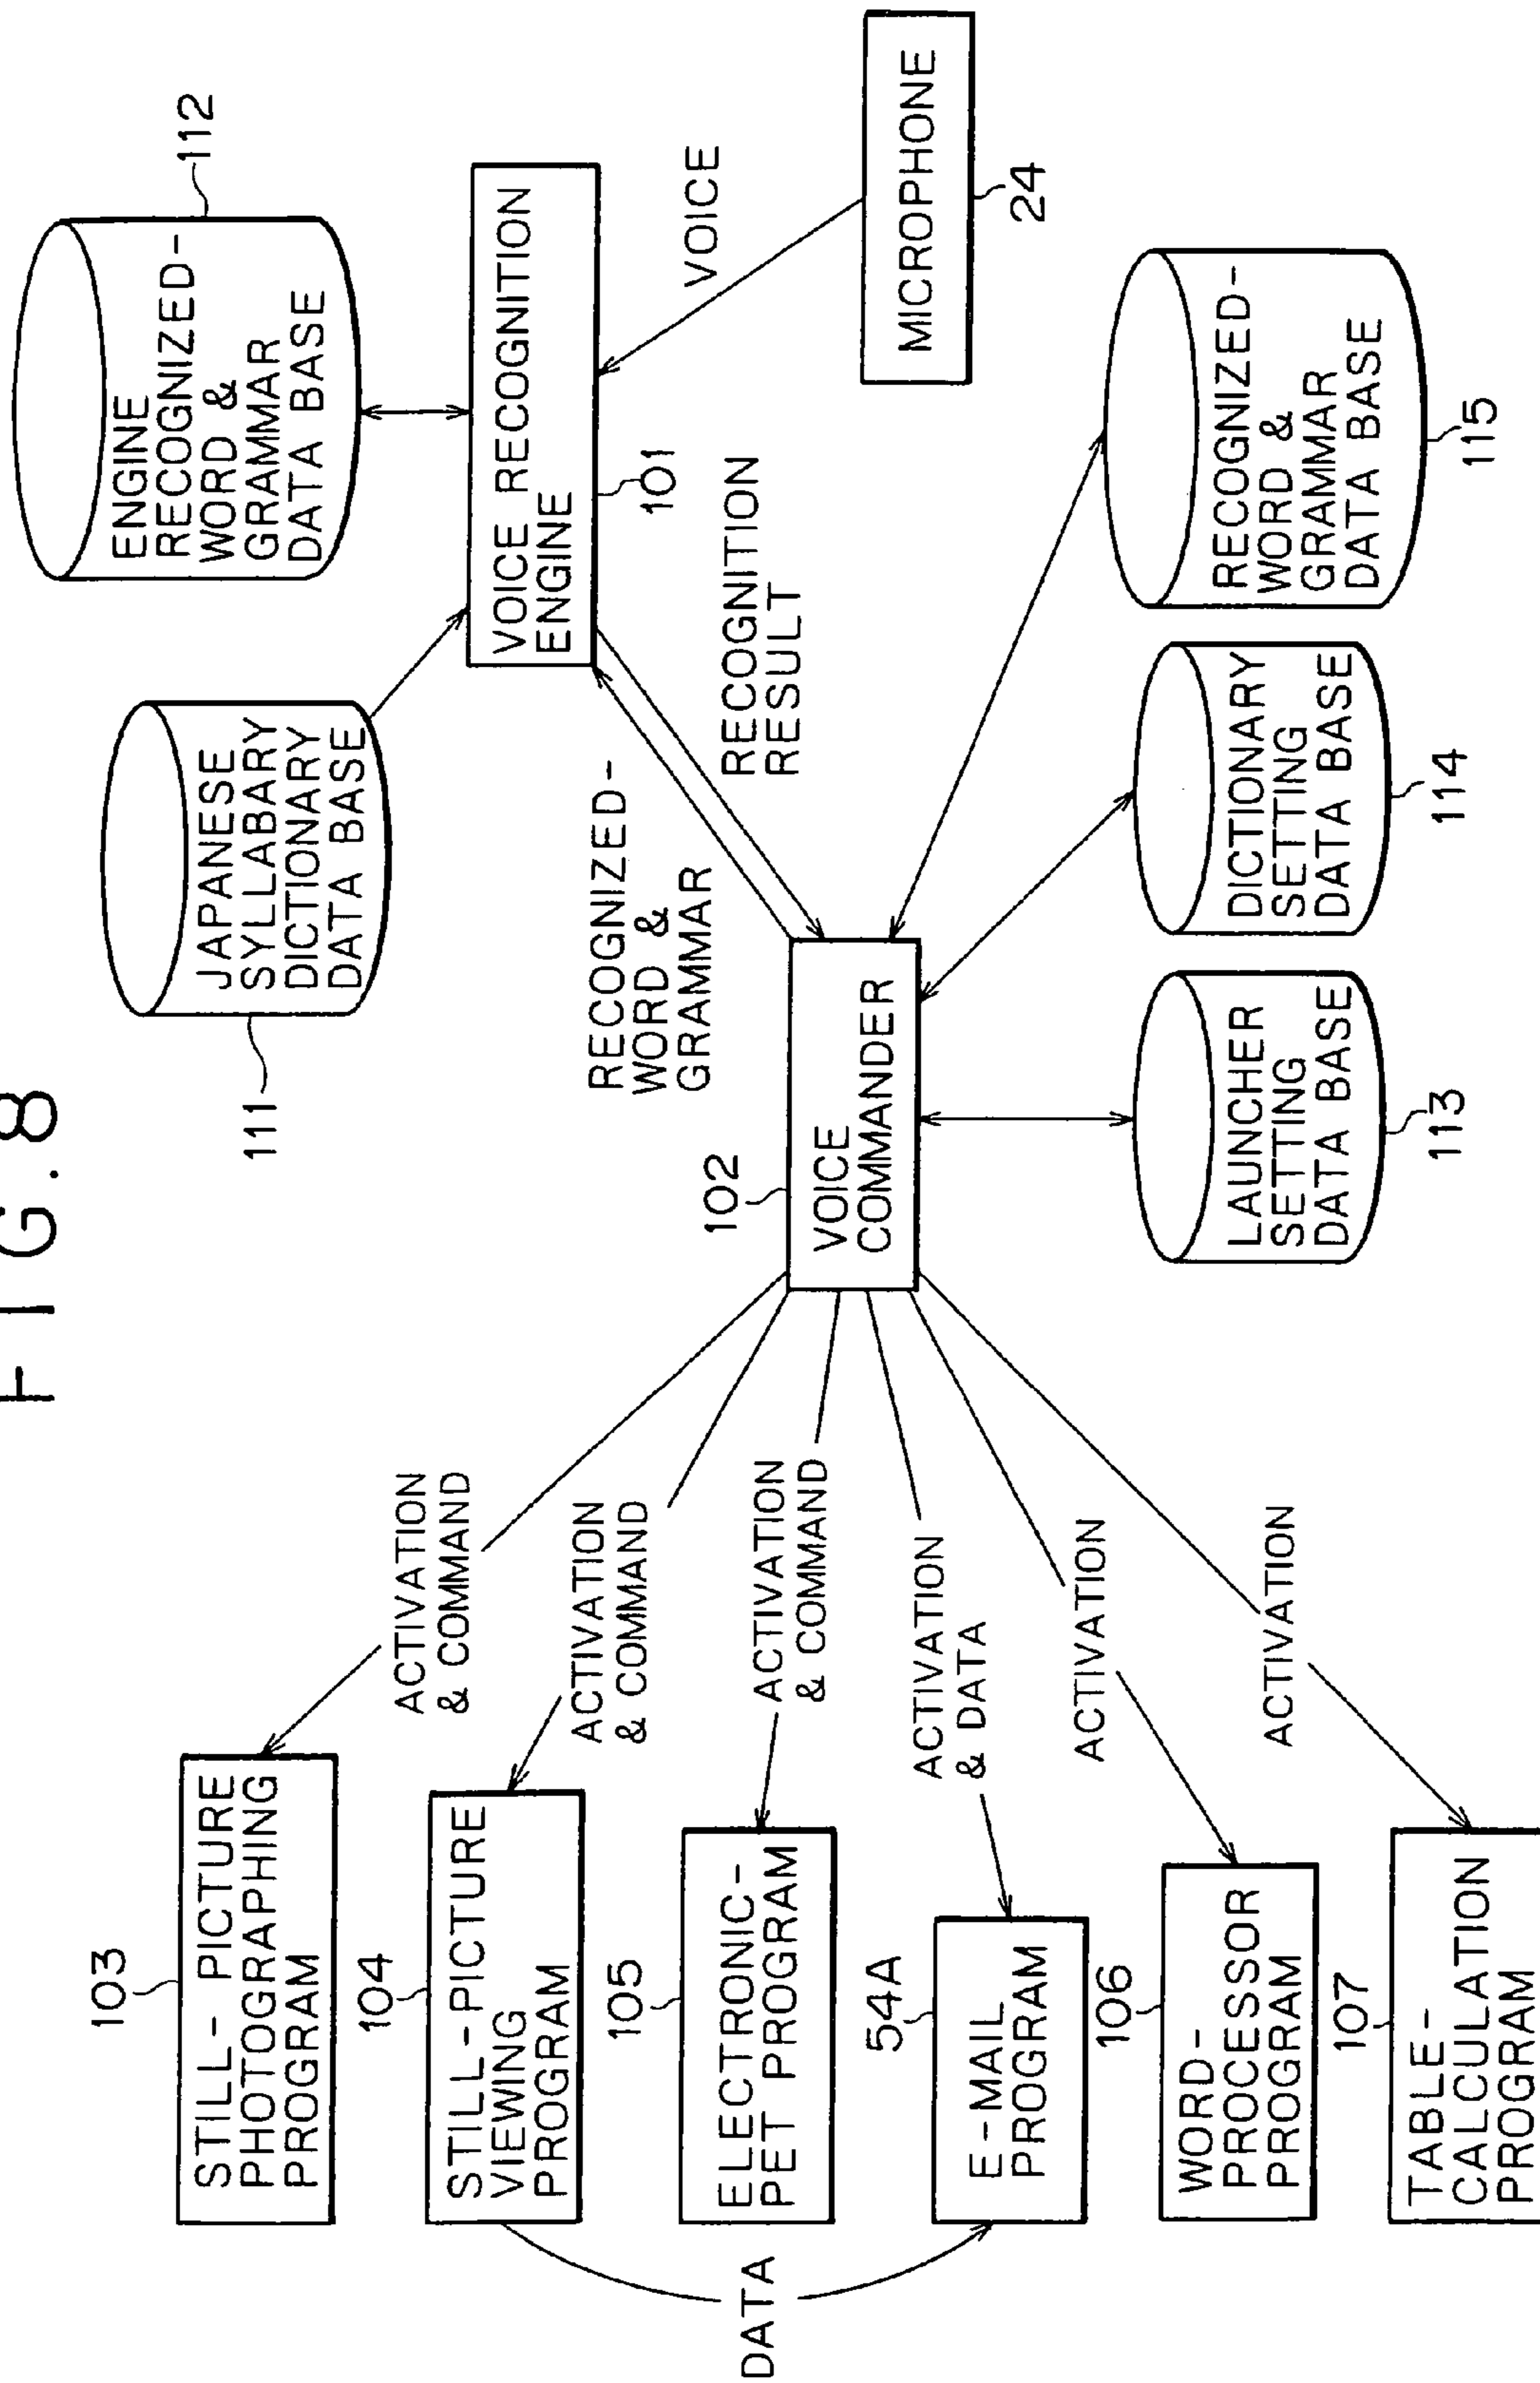 FIG. 8
103
STILL-PICTURE
PHOTOGRAPHING
PROGRAM
104
STILL-PICTURE
VIEWING
PROGRAM
105
ELECTRONIC-
PET PROGRAM
54A
E-MAIL
PROGRAM
106
WORD-
PROCESSOR
PROGRAM
107
TABLE-
CALCULATION
PROGRAM
DATA
ACTIVATION
& COMMAND
ACTIVATION
& COMMAND
ACTIVATION
& COMMAND
ACTIVATION
& DATA
ACTIVATION
ACTIVATION
102
VOICE
COMMANDER
111
JAPANESE
SYLLABARY
DICTIONARY
DATA BASE
ENGINE
RECOGNIZED-
WORD &
GRAMMAR
DATA BASE
112
VOICE RECOGNITION
ENGINE
101
RECOGNIZED-
WORD &
GRAMMAR
RECOGNITION
RESULT
VOICE
MICROPHONE
24
LAUNCHER
SETTING
DATA BASE
113
DICTIONARY
SETTING
DATA BASE
114
RECOGNIZED-
WORD &
GRAMMAR
DATA BASE
115